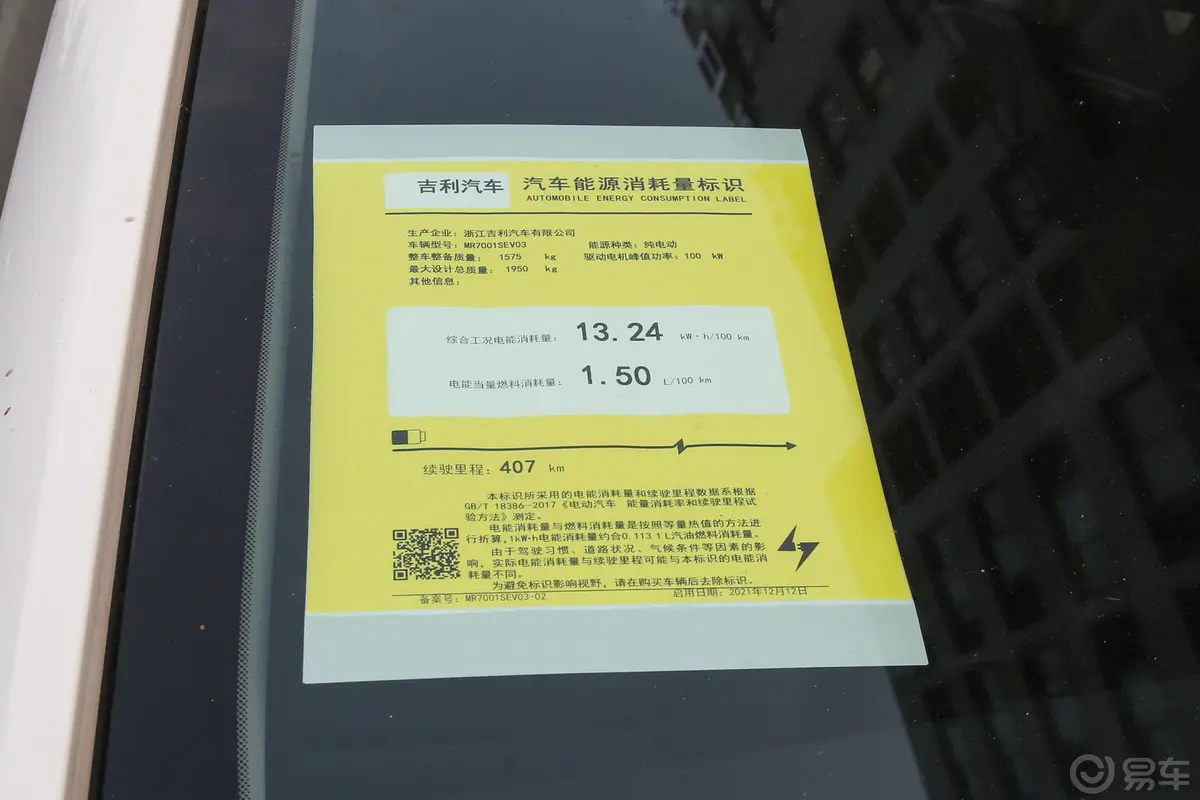 吉利汽车 汽车能源消耗量标识
AUTOMOBILE ENERGY CONSUMPTION LABEL
生产企业：浙江吉利汽车有限公司
车辆型号：MR7001SEV03 能源种类：纯电动
整车整备质量： 1575 kg 驱动电机峰值功率：100 kW
最大设计总质量： 1950 kg
其他信息：
综合工况电能消耗量： 13.24 kW·h/100 km
电能当量燃料消耗量： 1.50 L/100 km
续驶里程：407 km
本标识所采用的电能消耗量和续驶里程数据系根据
GB/T 18386-2017《电动汽车 能量消耗率和续驶里程试
验方法》测定。
电能消耗量与燃料消耗量是按照等量热值的方法进
行折算,1kW·h电能消耗量约合0.113 1 L汽油燃料消耗量。
由于驾驶习惯、道路状况、气候条件等因素的影
响，实际电能消耗量与续驶里程可能与本标识的电能消
耗量不同。
为避免标识影响视野，请在购买车辆后去除标识。
备案号：MR7001SEV03-02 启用日期：2021年12月12日
易车